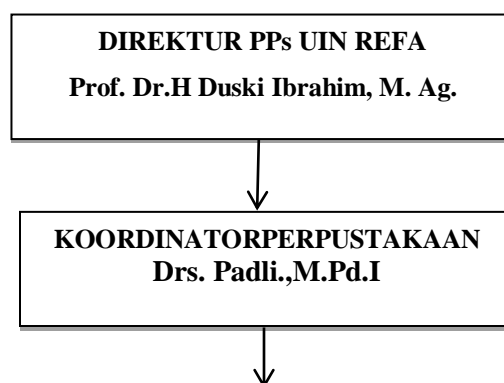 DIREKTUR PPs UIN REFA
Prof. Dr.H Duski Ibrahim, M. Ag.
KOORDINATORPERPUSTAKAAN
Drs. Padli.,M.Pd.I